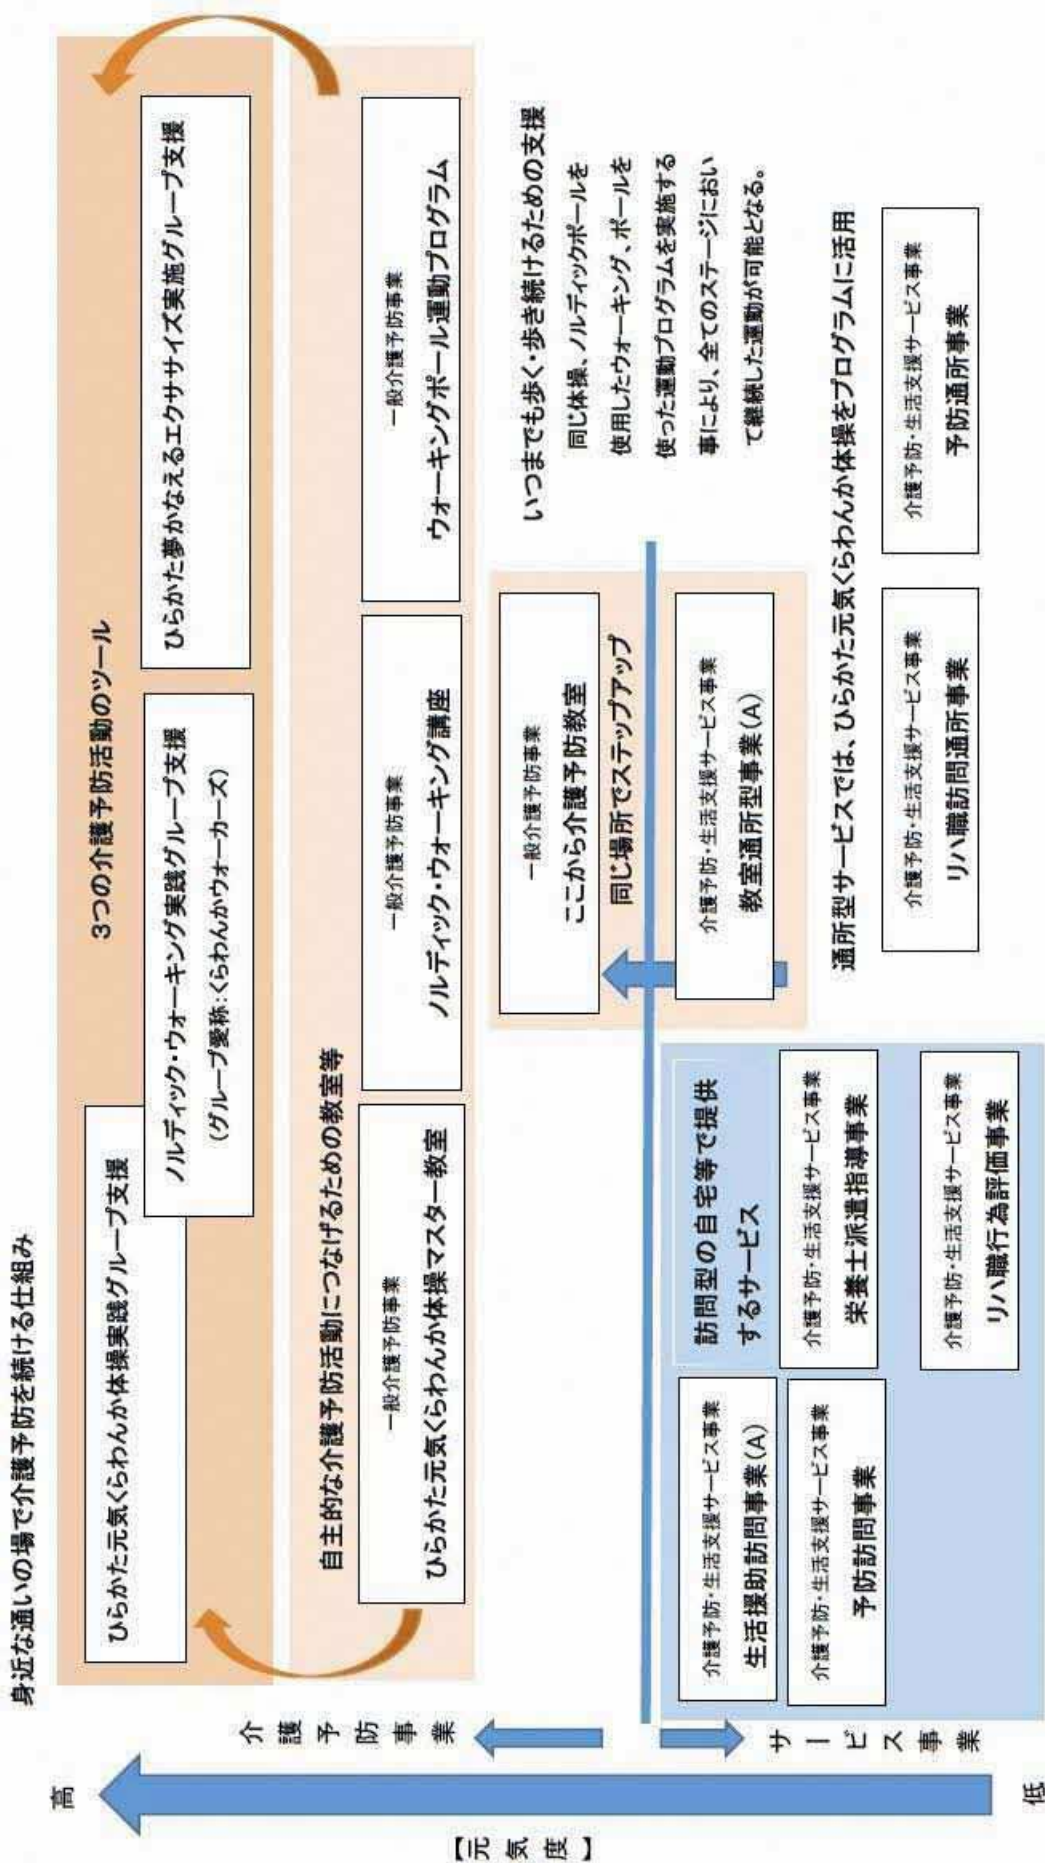 身近な通いの場で介護予防を続ける仕組み
高
【元気度】
低
介護予防事業
サービス事業
3つの介護予防活動のツール
ひらかた元気くらわんか体操実践グループ支援
ノルディック・ウォーキング実践グループ支援
(グループ愛称:くらわんかウォーカーズ)
ひらかた夢かなえるエクササイズ実施グループ支援
自主的な介護予防活動につなげるための教室等
一般介護予防事業
ひらかた元気くらわんか体操マスター教室
一般介護予防事業
ノルディック・ウォーキング講座
一般介護予防事業
ウォーキングポール運動プログラム
一般介護予防事業
ここから介護予防教室
同じ場所でステップアップ
介護予防・生活支援サービス事業
教室通所型事業(A)
いつまでも歩く・歩き続けるための支援
同じ体操、ノルディックポールを
使用したウォーキング、ポールを
使った運動プログラムを実施する
事により、全てのステージにおい
て継続した運動が可能となる。
訪問型の自宅等で提供
するサービス
介護予防・生活支援サービス事業
生活援助訪問事業(A)
介護予防・生活支援サービス事業
予防訪問事業
介護予防・生活支援サービス事業
栄養士派遣指導事業
介護予防・生活支援サービス事業
リハ職行為評価事業
通所型サービスでは、ひらかた元気くらわんか体操をプログラムに活用
介護予防・生活支援サービス事業
リハ職訪問通所事業
介護予防・生活支援サービス事業
予防通所事業